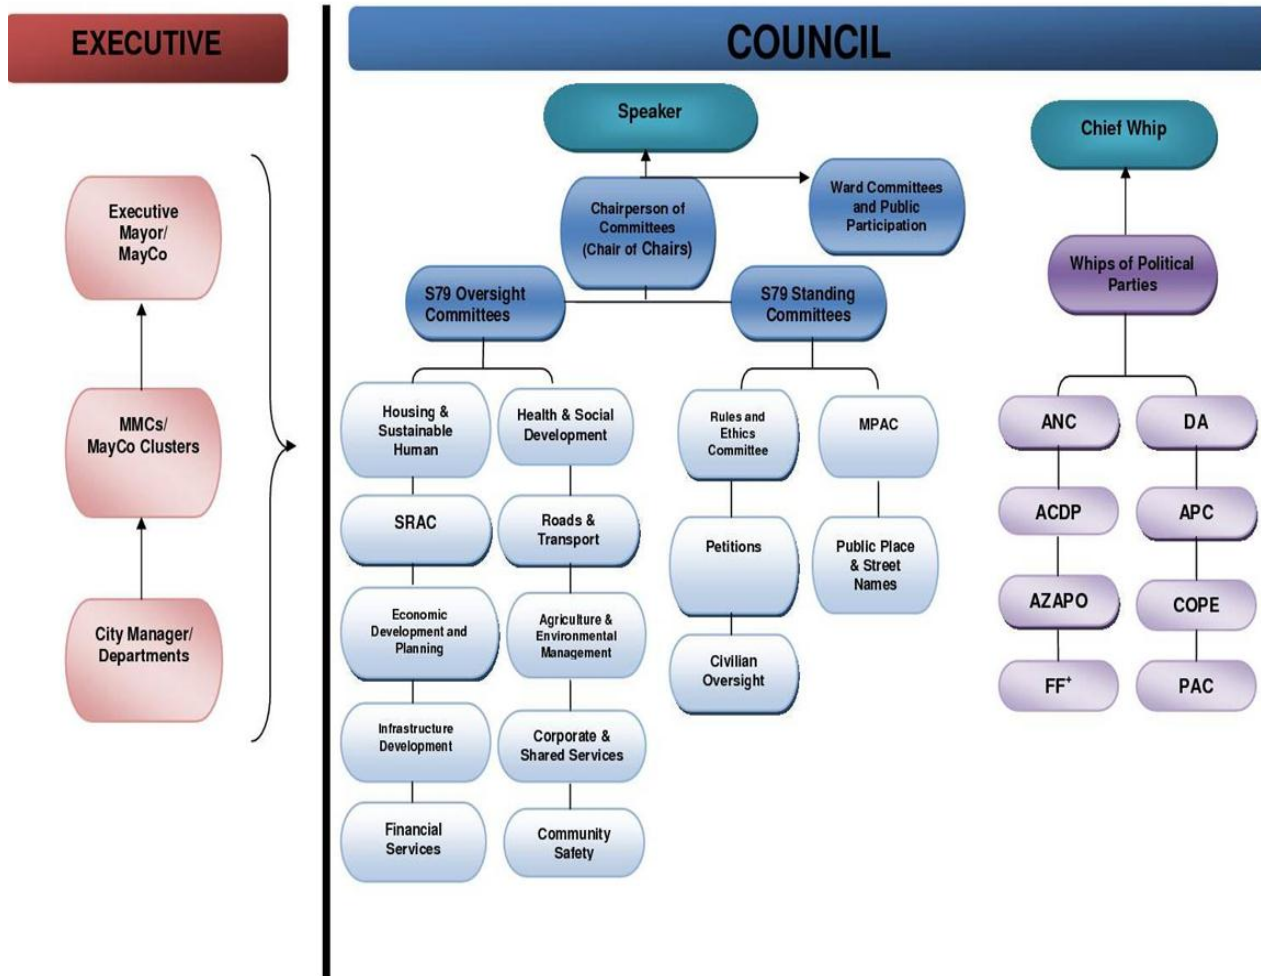 EXECUTIVE
COUNCIL
Executive
Mayor/
MayCo
MMCs/
MayCo Clusters
City Manager/
Departments
Speaker
Chairperson of
Committees
(Chair of Chairs)
Ward Committees
and Public
Participation
S79 Oversight
Committees
S79 Standing
Committees
Housing &
Sustainable
Human
SRAC
Economic
Development and
Planning
Infrastructure
Development
Financial
Services
Health & Social
Development
Roads &
Transport
Agriculture &
Environmental
Management
Corporate &
Shared Services
Community
Safety
Rules and
Ethics
Committee
Petitions
Civilian
Oversight
MPAC
Public Place
& Street
Names
Chief Whip
Whips of Political
Parties
ANC
ACDP
AZAPO
FF+
DA
APC
COPE
PAC